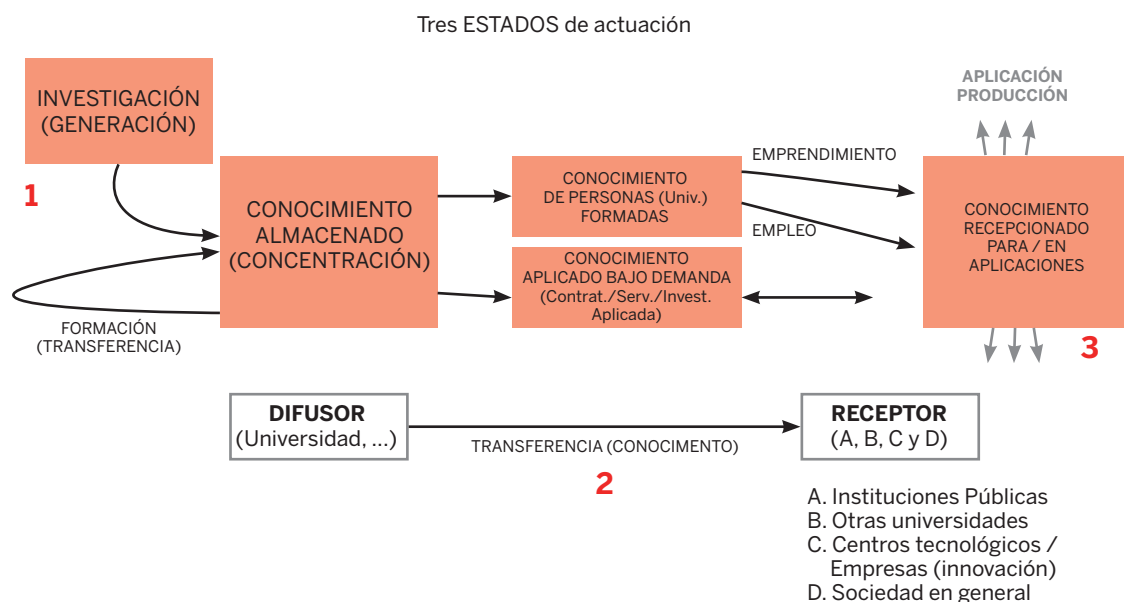 Tres ESTADOS de actuación
INVESTIGACIÓN
(GENERACIÓN)
1
CONOCIMIENTO
ALMACENADO
(CONCENTRACIÓN)
FORMACIÓN
(TRANSFERENCIA)
CONOCIMIENTO
DE PERSONAS (Univ.)
FORMADAS
CONOCIMIENTO
APLICADO BAJO DEMANDA
(Contrat./Serv./Invest.
Aplicada)
EMPRENDIMIENTO
EMPLEO
APLICACIÓN
PRODUCCIÓN
CONOCIMIENTO
RECEPCIONADO
PARA / EN
APLICACIONES
3
DIFUSOR
(Universidad, ...)
TRANSFERENCIA (CONOCIMIENTO)
2
RECEPTOR
(A, B, C y D)
A. Instituciones Públicas
B. Otras universidades
C. Centros tecnológicos /
Empresas (innovación)
D. Sociedad en general